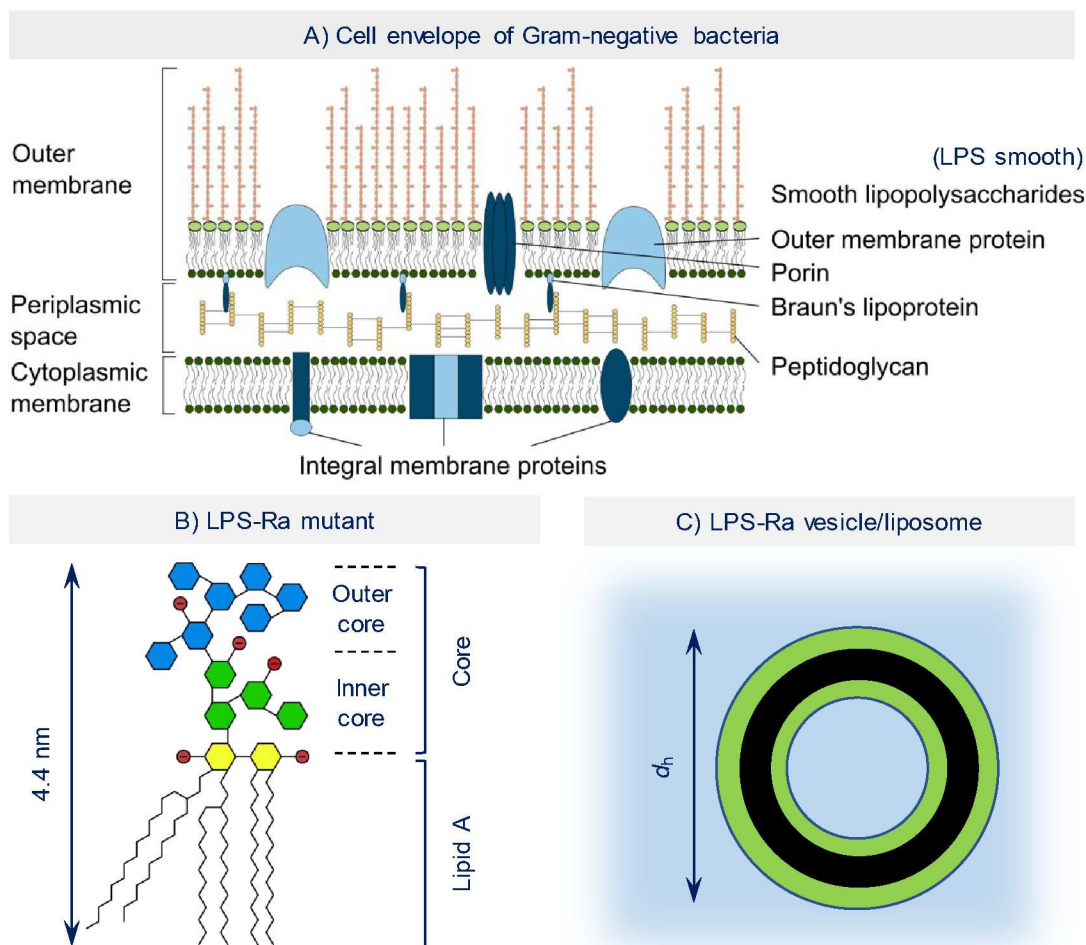 A) Cell envelope of Gram-negative bacteria
Outer
membrane
(LPS smooth)
Smooth lipopolysaccharides
Outer membrane protein
Porin
Braun's lipoprotein
Periplasmic
space
Peptidoglycan
Cytoplasmic
membrane
Integral membrane proteins
B) LPS-Ra mutant
4.4 nm
Outer
core
Inner
core
Core
Lipid A
C) LPS-Ra vesicle/liposome
dh